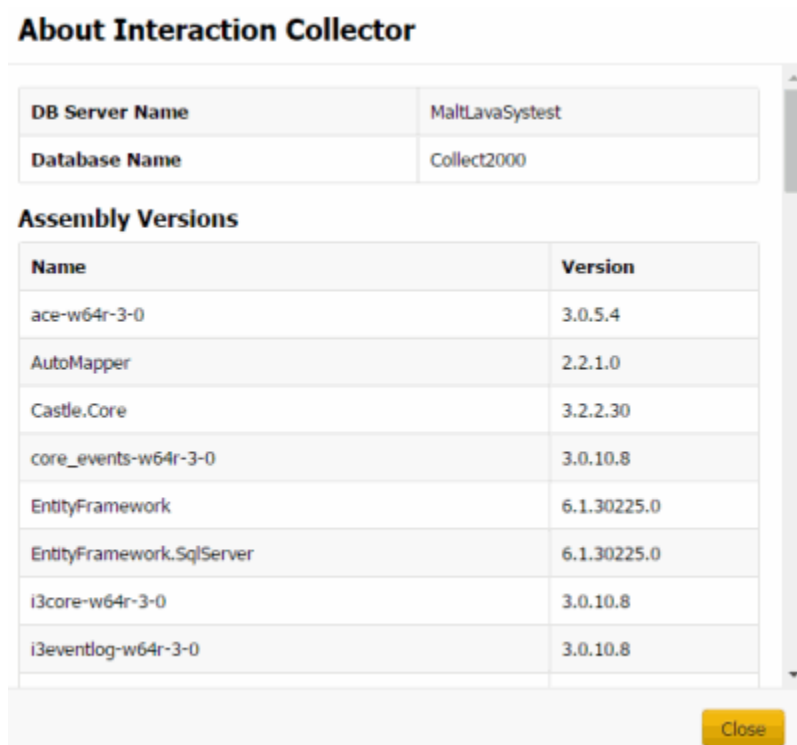 About Interaction Collector
DB Server Name MaltLavaSystest
Database Name Collect2000
Assembly Versions
Name Version
ace-w64r-3-0 3.0.5.4
AutoMapper 2.2.1.0
Castle.Core 3.2.2.30
core_events-w64r-3-0 3.0.10.8
EntityFramework 6.1.30225.0
EntityFramework.SqlServer 6.1.30225.0
i3core-w64r-3-0 3.0.10.8
i3eventlog-w64r-3-0 3.0.10.8
Close